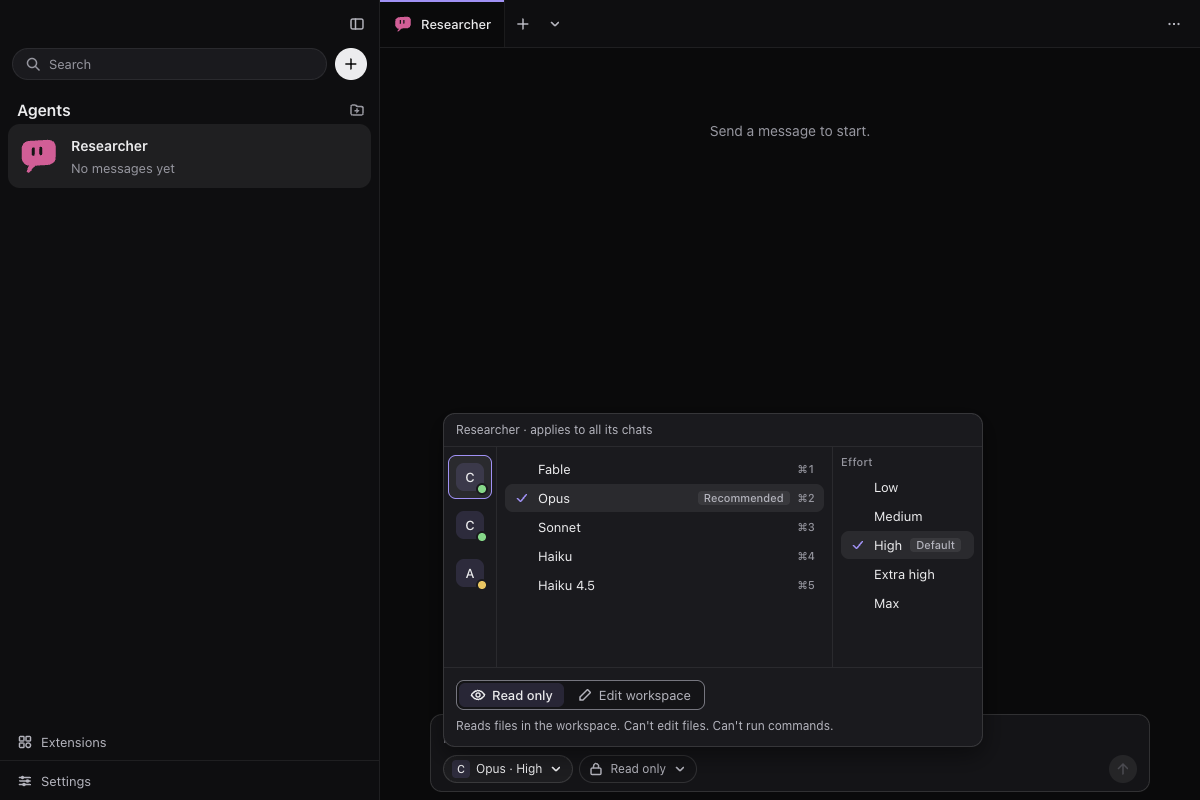 Researcher
Search
Agents
Researcher
No messages yet
Send a message to start.
Researcher · applies to all its chats
C
C
A
Fable ⌘1
Opus Recommended ⌘2
Sonnet ⌘3
Haiku ⌘4
Haiku 4.5 ⌘5
Effort
Low
Medium
High Default
Extra high
Max
Read only Edit workspace
Reads files in the workspace. Can't edit files. Can't run commands.
C Opus · High Read only
Extensions
Settings